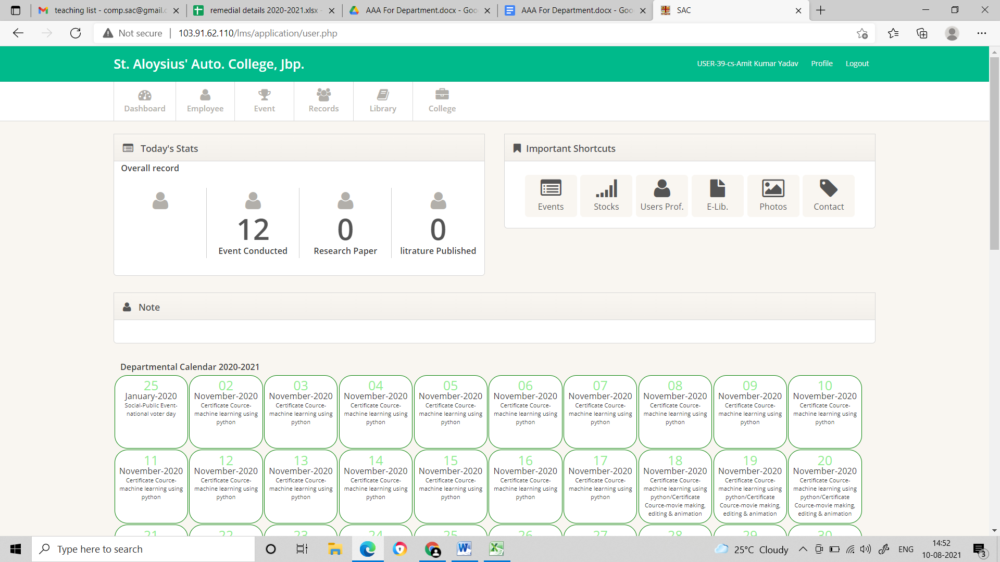 teaching list - comp.sac@gmail.c
remedial details 2020-2021.xlsx -
AAA For Department.docx - Goo
AAA For Department.docx - Goo
SAC
Not secure
103.91.62.110/lms/application/user.php
St. Aloysius' Auto. College, Jbp.
USER-39-cs-Amit Kumar Yadav
Profile
Logout
Dashboard
Employee
Event
Records
Library
College
Today's Stats
Overall record
12
Event Conducted
0
Research Paper
0
litrature Published
Important Shortcuts
Events
Stocks
Users Prof.
E-Lib.
Photos
Contact
Note
Departmental Calendar 2020-2021
25
January-2020
Social-Public Event-
national voter day
02
November-2020
Certificate Cource-
machine learning using
python
03
November-2020
Certificate Cource-
machine learning using
python
04
November-2020
Certificate Cource-
machine learning using
python
05
November-2020
Certificate Cource-
machine learning using
python
06
November-2020
Certificate Cource-
machine learning using
python
07
November-2020
Certificate Cource-
machine learning using
python
08
November-2020
Certificate Cource-
machine learning using
python
09
November-2020
Certificate Cource-
machine learning using
python
10
November-2020
Certificate Cource-
machine learning using
python
11
November-2020
Certificate Cource-
machine learning using
python
12
November-2020
Certificate Cource-
machine learning using
python
13
November-2020
Certificate Cource-
machine learning using
python
14
November-2020
Certificate Cource-
machine learning using
python
15
November-2020
Certificate Cource-
machine learning using
python
16
November-2020
Certificate Cource-
machine learning using
python
17
November-2020
Certificate Cource-
machine learning using
python
18
November-2020
Certificate Cource-
machine learning using
python/Certificate
Cource-movie making,
editing & animation
19
November-2020
Certificate Cource-
machine learning using
python/Certificate
Cource-movie making,
editing & animation
20
November-2020
Certificate Cource-
machine learning using
python/Certificate
Cource-movie making,
editing & animation
21
22
23
24
25
26
27
28
29
30
Type here to search
25°C Cloudy
ENG
14:52
10-08-2021
3